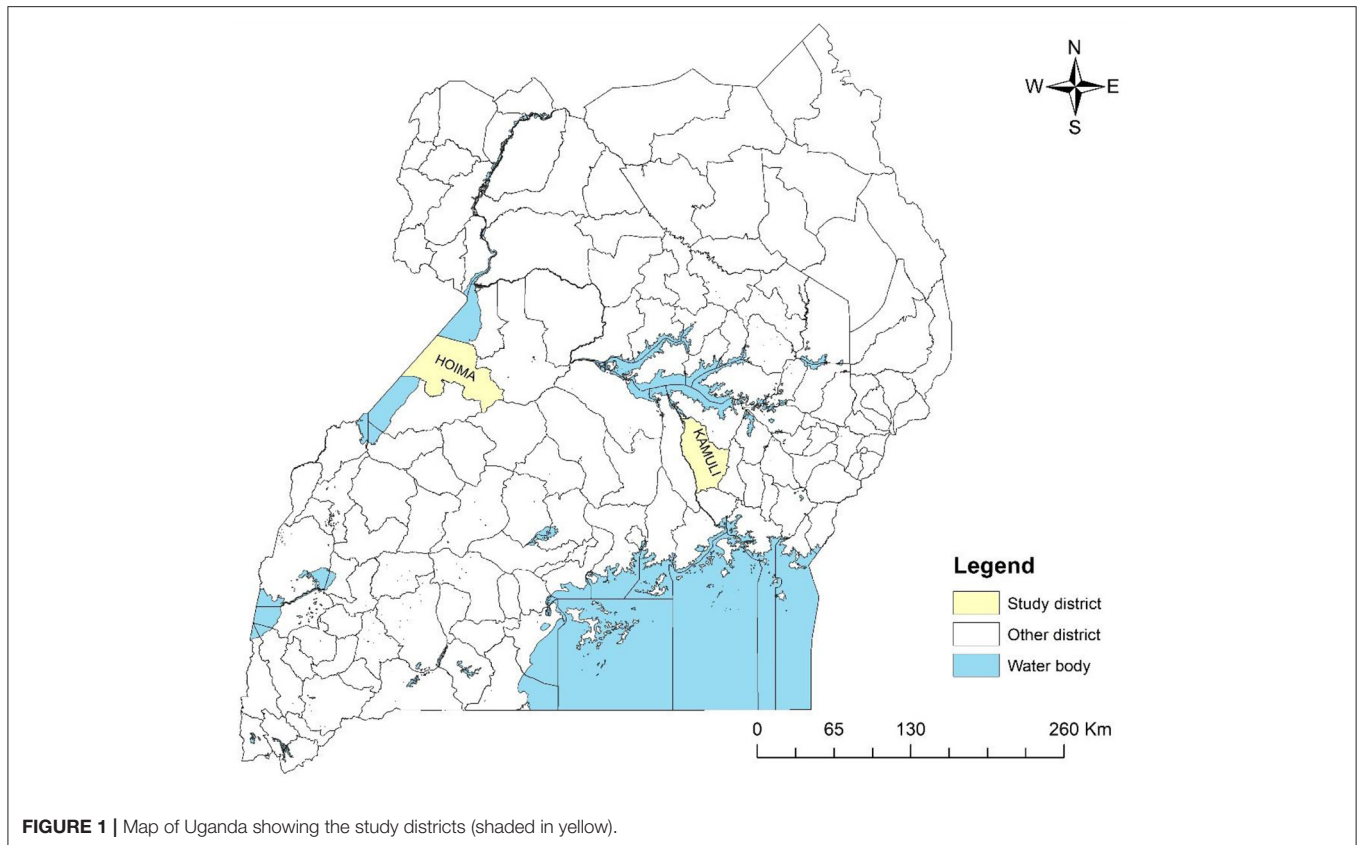 N
W E
S
HOIMA
KAMULI
Legend
Study district
Other district
Water body
0 65 130 260 Km
FIGURE 1 | Map of Uganda showing the study districts (shaded in yellow).